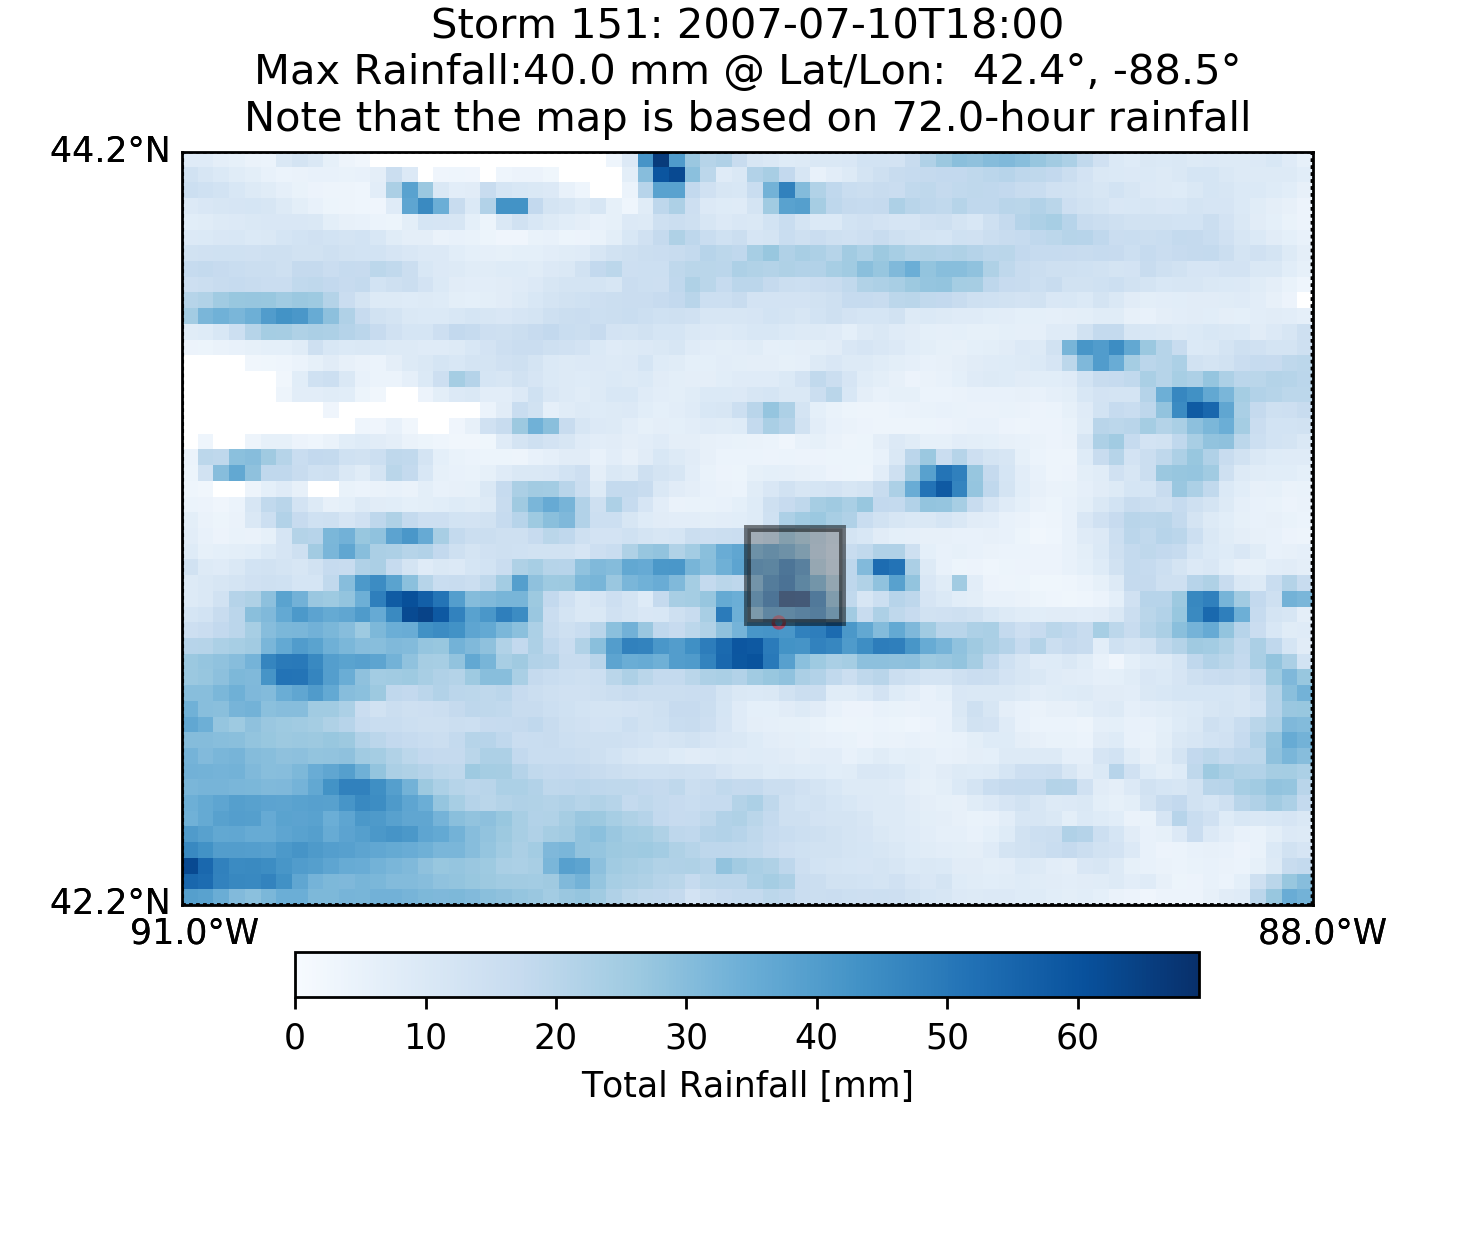 Storm 151: 2007-07-10T18:00
Max Rainfall:40.0 mm @ Lat/Lon:  42.4°, -88.5°
Note that the map is based on 72.0-hour rainfall
44.2°N
42.2°N
91.0°W 88.0°W
0 10 20 30 40 50 60
Total Rainfall [mm]